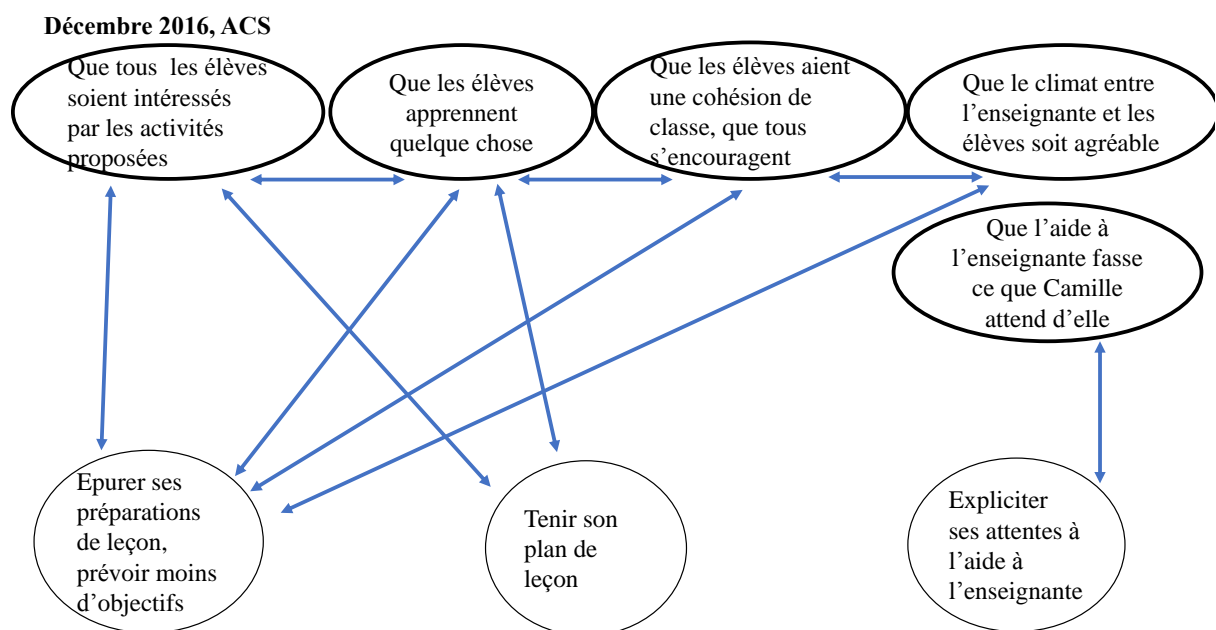 Décembre 2016, ACS
Que tous les élèves
soient intéressés
par les activités
proposées
Que les élèves
apprennent
quelque chose
Que les élèves aient
une cohésion de
classe, que tous
s’encouragent
Que le climat entre
l’enseignante et les
élèves soit agréable
Que l’aide à
l’enseignante fasse
ce que Camille
attend d’elle
Epurer ses
préparations
de leçon,
prévoir moins
d’objectifs
Tenir son
plan de
leçon
Expliciter
ses attentes à
l’aide à
l’enseignante